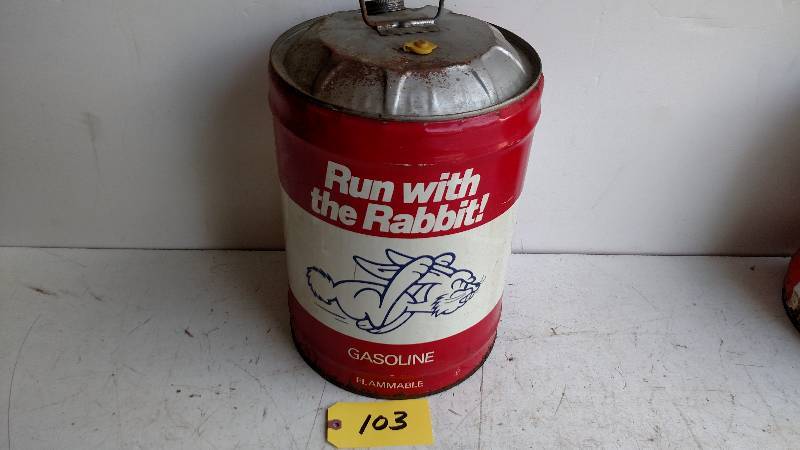 Run with
the Rabbit!
GASOLINE
FLAMMABLE
103